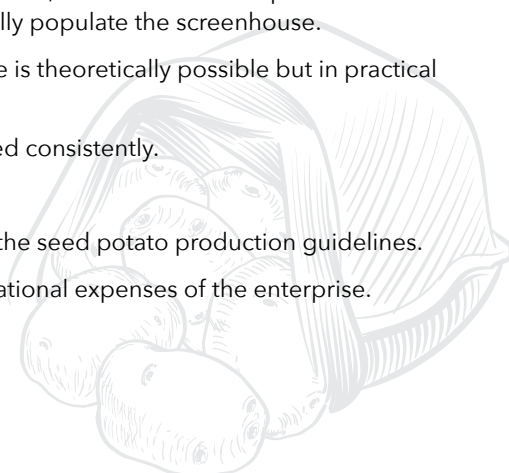 lly populate the screenhouse.
e is theoretically possible but in practical
ed consistently.
the seed potato production guidelines.
ational expenses of the enterprise.